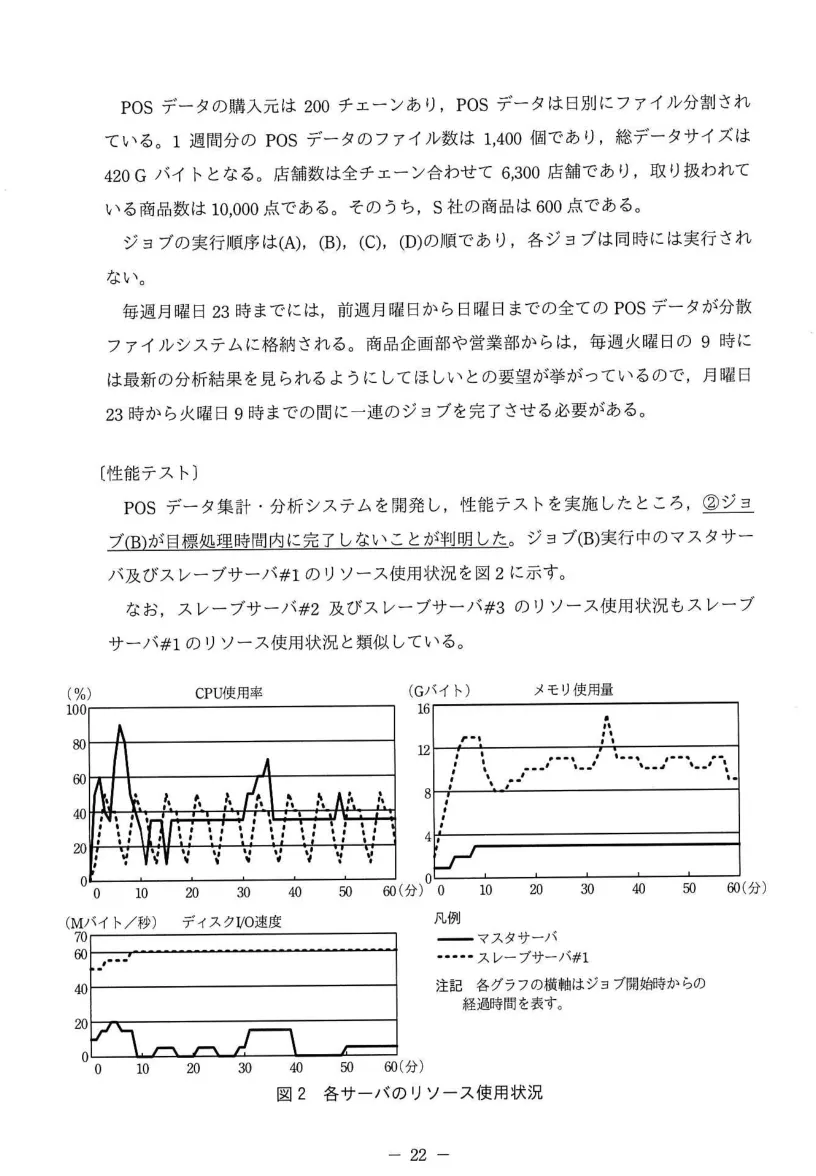 POS データの購入元は 200 チェーンあり，POS データは日別にファイル分割され
ている。1 週間分の POS データのファイル数は 1,400 個であり，総データサイズは
420 G バイトとなる。店舗数は全チェーン合わせて 6,300 店舗であり，取り扱われて
いる商品数は 10,000 点である。そのうち，S 社の商品は 600 点である。
ジョブの実行順序は(A)，(B)，(C)，(D)の順であり，各ジョブは同時には実行され
ない。
毎週月曜日 23 時までには，前週月曜日から日曜日までの全ての POS データが分散
ファイルシステムに格納される。商品企画部や営業部からは，毎週火曜日の 9 時に
は最新の分析結果を見られるようにしてほしいとの要望が挙がっているので，月曜日
23 時から火曜日 9 時までの間に一連のジョブを完了させる必要がある。
〔性能テスト〕
POS データ集計・分析システムを開発し，性能テストを実施したところ，②ジョ
ブ(B)が目標処理時間内に完了しないことが判明した。ジョブ(B)実行中のマスタサー
バ及びスレーブサーバ#1 のリソース使用状況を図 2 に示す。
なお，スレーブサーバ#2 及びスレーブサーバ#3 のリソース使用状況もスレーブ
サーバ#1 のリソース使用状況と類似している。
（%） CPU使用率
100
80
60
40
20
0
0 10 20 30 40 50 60（分）
（Gバイト） メモリ使用量
16
12
8
4
0
0 10 20 30 40 50 60（分）
（Mバイト／秒） ディスクI/O速度
70
60
40
20
0
0 10 20 30 40 50 60（分）
凡例
マスタサーバ
スレーブサーバ#1
注記 各グラフの横軸はジョブ開始時からの
経過時間を表す。
図 2 各サーバのリソース使用状況
－ 22 －